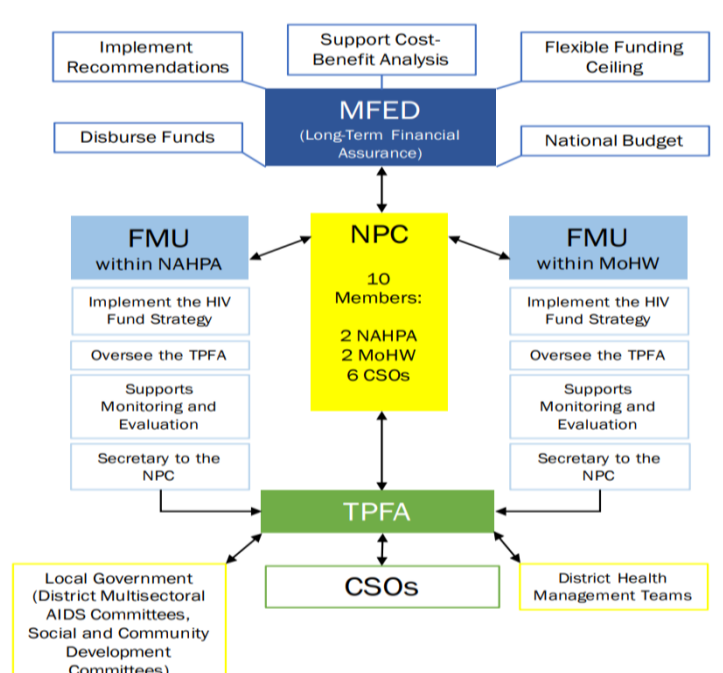 Implement
Recommendations
Support Cost-
Benefit Analysis
Flexible Funding
Ceiling
MFED
(Long-Term Financial
Assurance)
Disburse Funds
National Budget
FMU
within NAHPA
NPC
10
Members:
2 NAHPA
2 MoHW
6 CSOs
FMU
within MoHW
Implement the HIV
Fund Strategy
Oversee the TPFA
Supports
Monitoring and
Evaluation
Secretary to the
NPC
Implement the HIV
Fund Strategy
Oversee the TPFA
Supports
Monitoring and
Evaluation
Secretary to the
NPC
TPFA
Local Government
(District Multisectoral
AIDS Committees,
Social and Community
Development
Committees)
CSOs
District Health
Management Teams